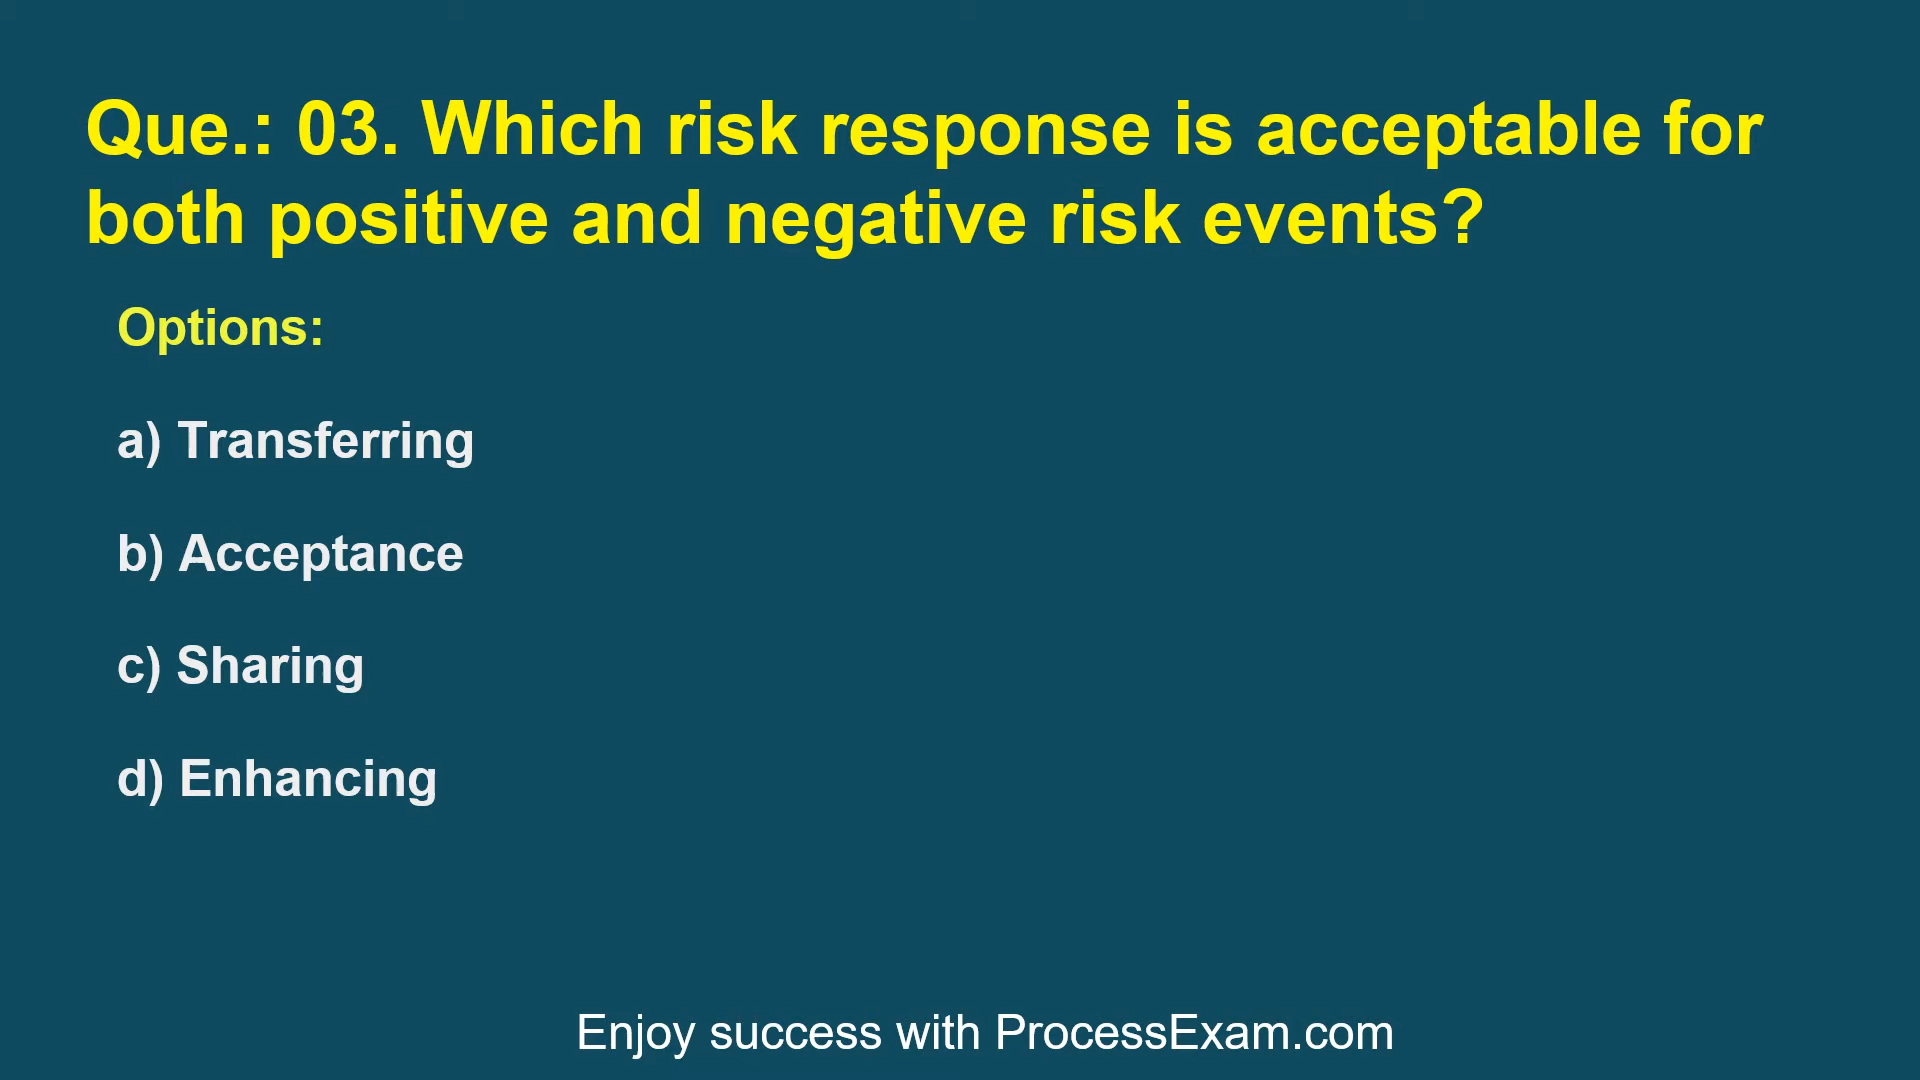 Que.: 03. Which risk response is acceptable for
both positive and negative risk events?
Options:
a) Transferring
b) Acceptance
c) Sharing
d) Enhancing
Enjoy success with ProcessExam.com